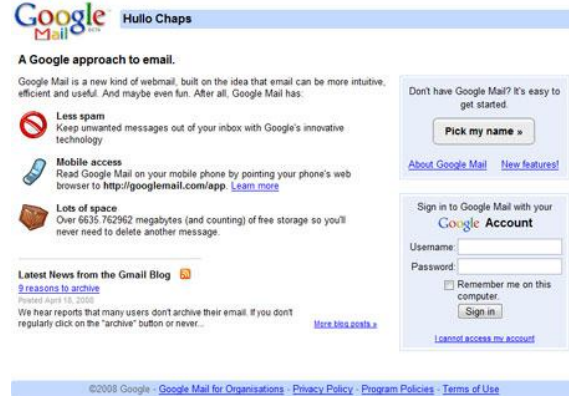 Google
Mail BETA
Hullo Chaps
A Google approach to email.
Google Mail is a new kind of webmail, built on the idea that email can be more intuitive,
efficient and useful. And maybe even fun. After all, Google Mail has:
Less spam
Keep unwanted messages out of your inbox with Google's innovative
technology
Mobile access
Read Google Mail on your mobile phone by pointing your phone's web
browser to http://googlemail.com/app. Learn more
Lots of space
Over 6635.762962 megabytes (and counting) of free storage so you'll
never need to delete another message.
Latest News from the Gmail Blog
9 reasons to archive
Posted April 18, 2008
We hear reports that many users don't archive their email. If you don't
regularly click on the "archive" button or never...
More blog posts »
Don't have Google Mail? It's easy to
get started.
Pick my name »
About Google Mail New features!
Sign in to Google Mail with your
Google Account
Username:
Password:
Remember me on this
computer.
Sign in
I cannot access my account
©2008 Google - Google Mail for Organisations - Privacy Policy - Program Policies - Terms of Use